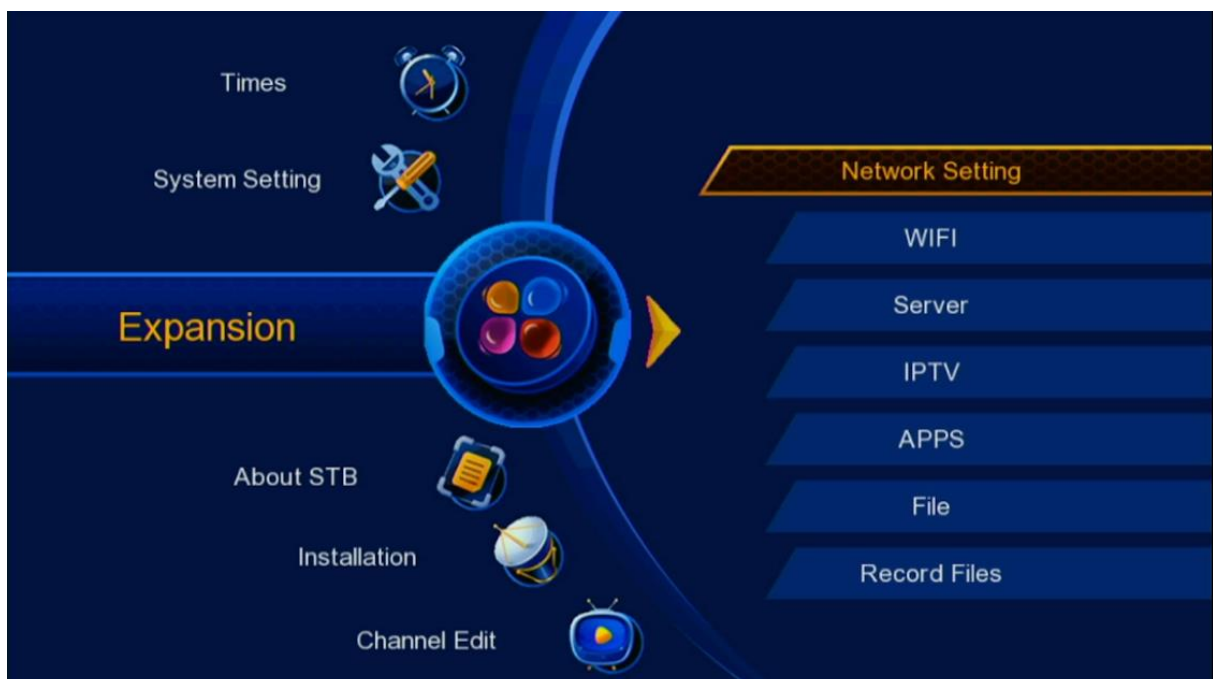 Times
System Setting
Expansion
About STB
Installation
Channel Edit
Network Setting
WIFI
Server
IPTV
APPS
File
Record Files